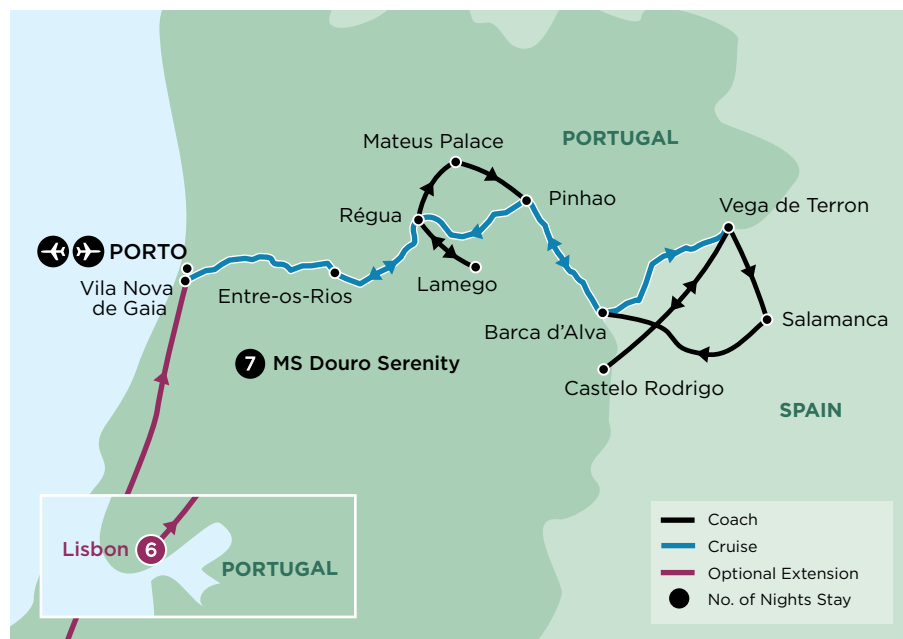 Mateus Palace
PORTUGAL
Pinhao
Vega de Terron
Régua
PORTO
Vila Nova
de Gaia
Entre-os-Rios
Lamego
Barca d'Alva
Salamanca
7 MS Douro Serenity
Castelo Rodrigo
SPAIN
Lisbon 6
PORTUGAL
Coach
Cruise
Optional Extension
No. of Nights Stay